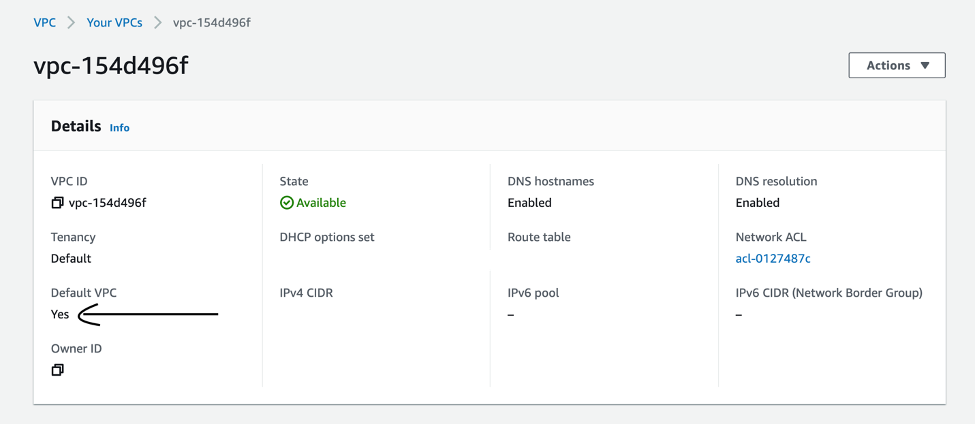 VPC > Your VPCs > vpc-154d496f
vpc-154d496f
Actions ▼
Details Info
VPC ID
vpc-154d496f
State
Available
DNS hostnames
Enabled
DNS resolution
Enabled
Tenancy
Default
DHCP options set
Route table
Network ACL
acl-0127487c
Default VPC
Yes
IPv4 CIDR
IPv6 pool
–
IPv6 CIDR (Network Border Group)
–
Owner ID